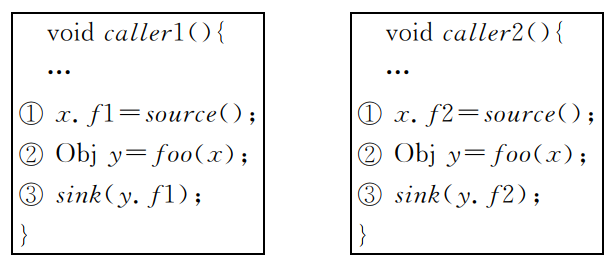 void caller1(){
…
① x. f1=source();
② Obj y=foo(x);
③ sink(y. f1);
}
void caller2(){
…
① x. f2=source();
② Obj y=foo(x);
③ sink(y. f2);
}